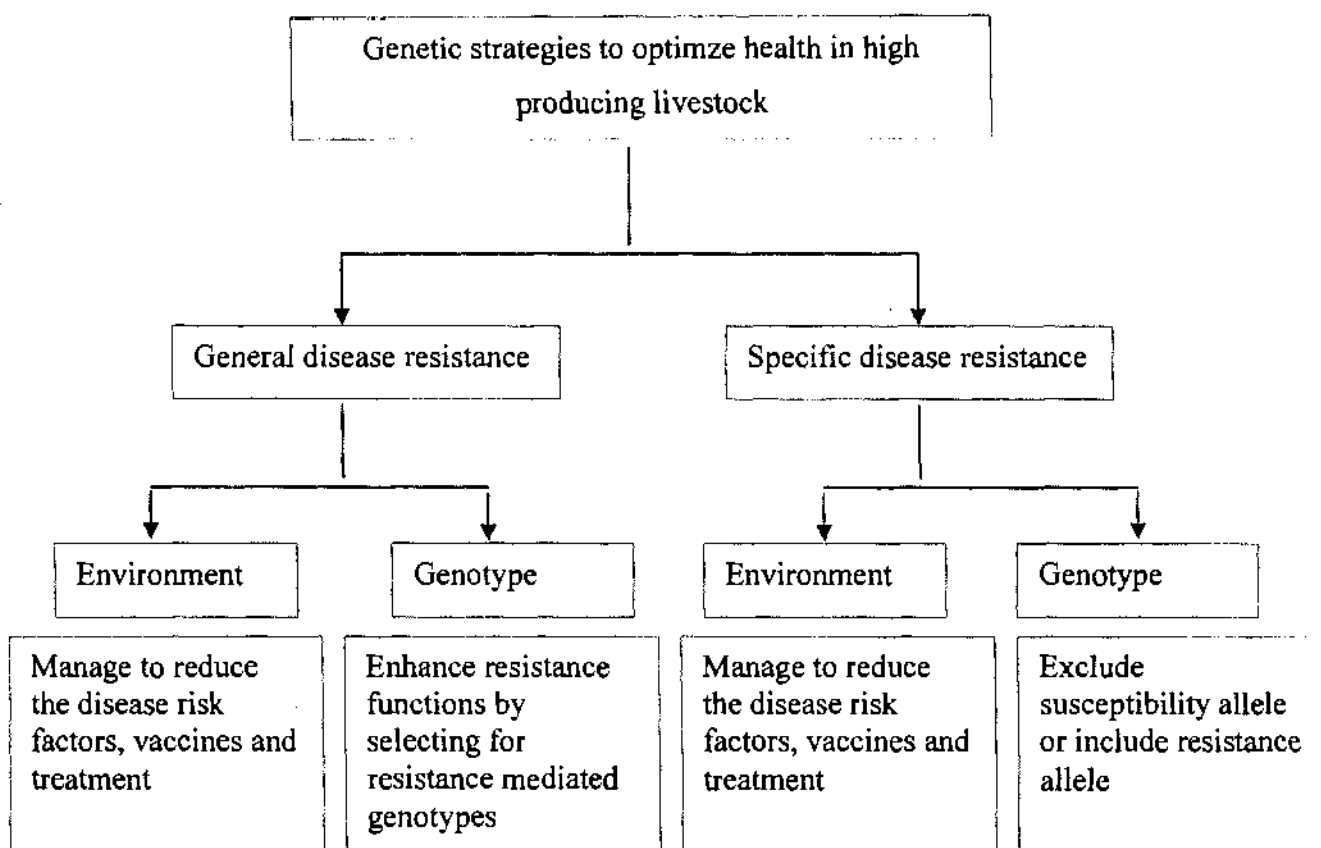 Genetic strategies to optimze health in high
producing livestock
General disease resistance
Specific disease resistance
Environment
Genotype
Environment
Genotype
Manage to reduce
the disease risk
factors, vaccines and
treatment
Enhance resistance
functions by
selecting for
resistance mediated
genotypes
Manage to reduce
the disease risk
factors, vaccines and
treatment
Exclude
susceptibility allele
or include resistance
allele